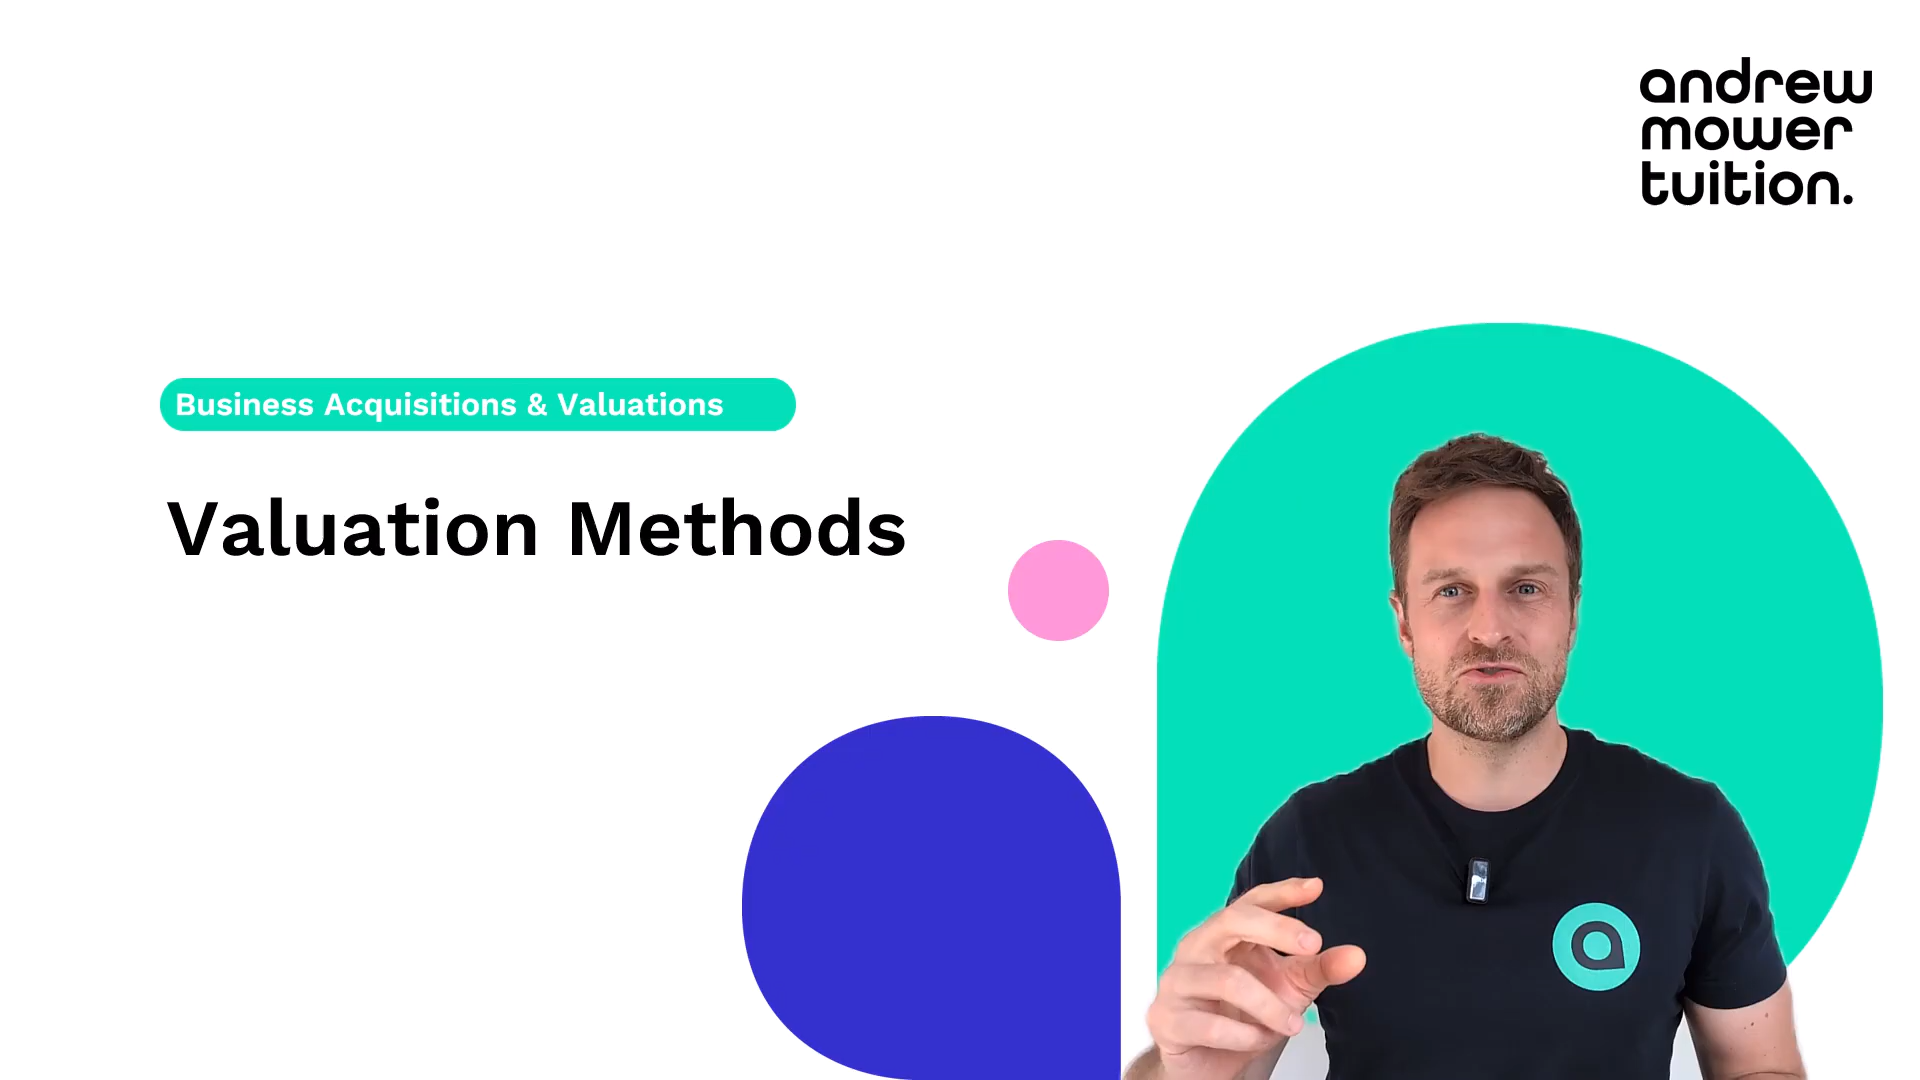 andrew
mower
tuition.
Business Acquisitions & Valuations
Valuation Methods